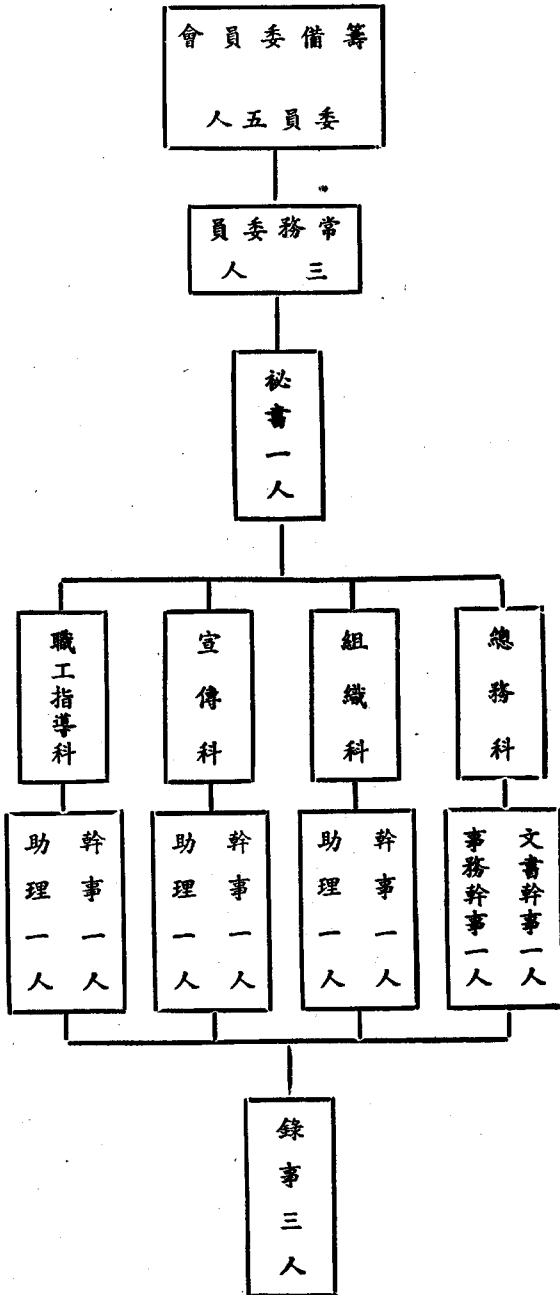 籌備委員會
委員五人
常務委員
三人
祕書一人
總務科
組織科
宣傳科
職工指導科
文書幹事一人
事務幹事一人
幹事一人
助理一人
幹事一人
助理一人
幹事一人
助理一人
錄事三人